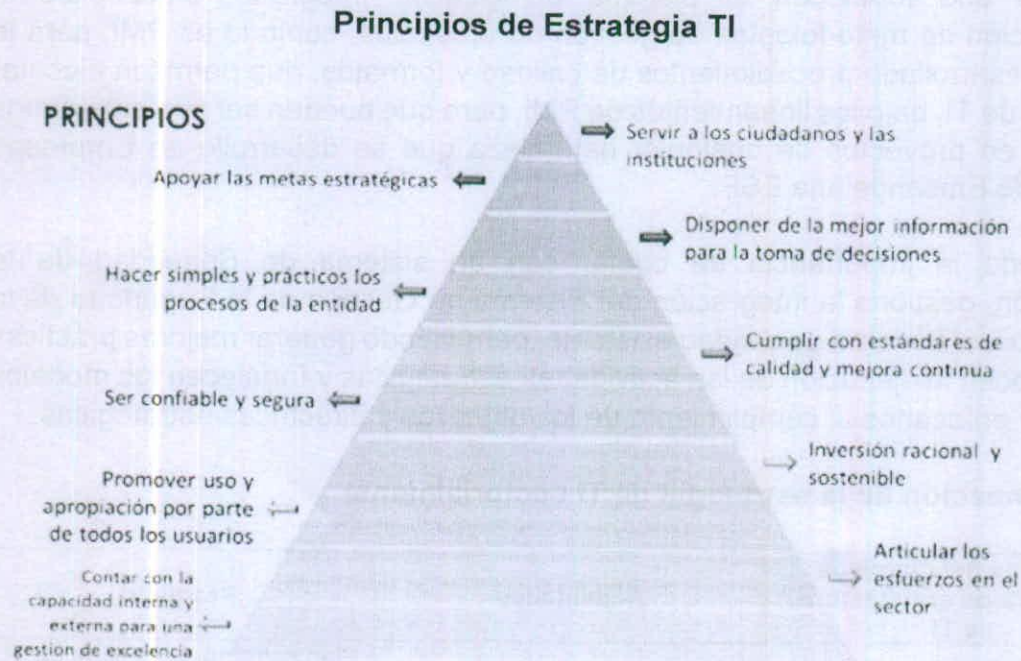 Principios de Estrategia TI
PRINCIPIOS
Servir a los ciudadanos y las
instituciones
Apoyar las metas estratégicas
Disponer de la mejor información
para la toma de decisiones
Hacer simples y prácticos los
procesos de la entidad
Cumplir con estándares de
calidad y mejora continua
Ser confiable y segura
Inversión racional y
sostenible
Promover uso y
apropiación por parte
de todos los usuarios
Articular los
esfuerzos en el
sector
Contar con la
capacidad interna y
externa para una
gestion de excelencia